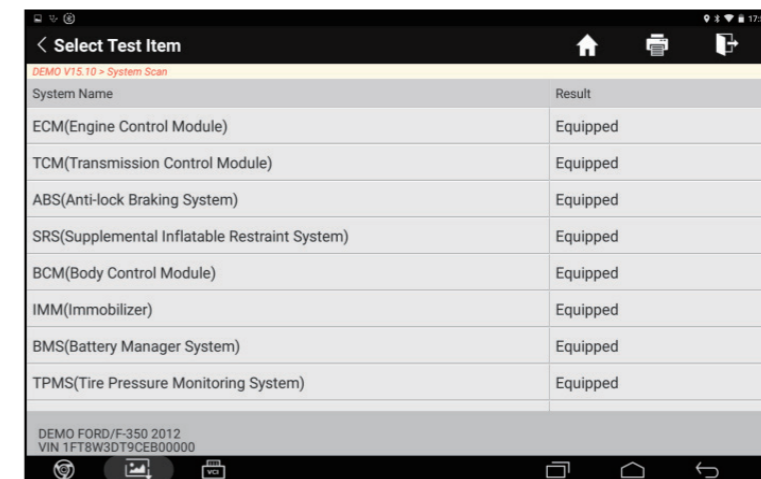 17:
Select Test Item
DEMO V15.10 > System Scan
System Name Result
ECM(Engine Control Module) Equipped
TCM(Transmission Control Module) Equipped
ABS(Anti-lock Braking System) Equipped
SRS(Supplemental Inflatable Restraint System) Equipped
BCM(Body Control Module) Equipped
IMM(Immobilizer) Equipped
BMS(Battery Manager System) Equipped
TPMS(Tire Pressure Monitoring System) Equipped
DEMO FORD/F-350 2012
VIN 1FT8W3DT9CEB00000
VCI